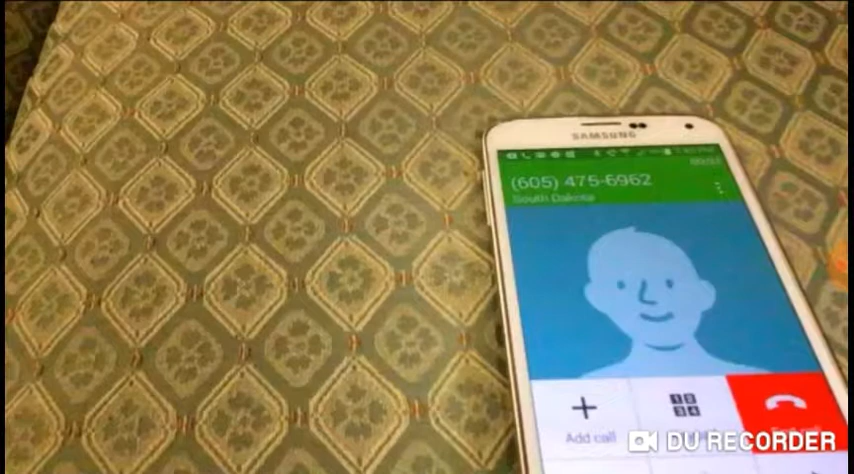 SAMSUNG
(605) 475-6962
South Dakota
Add call
DU RECORDER